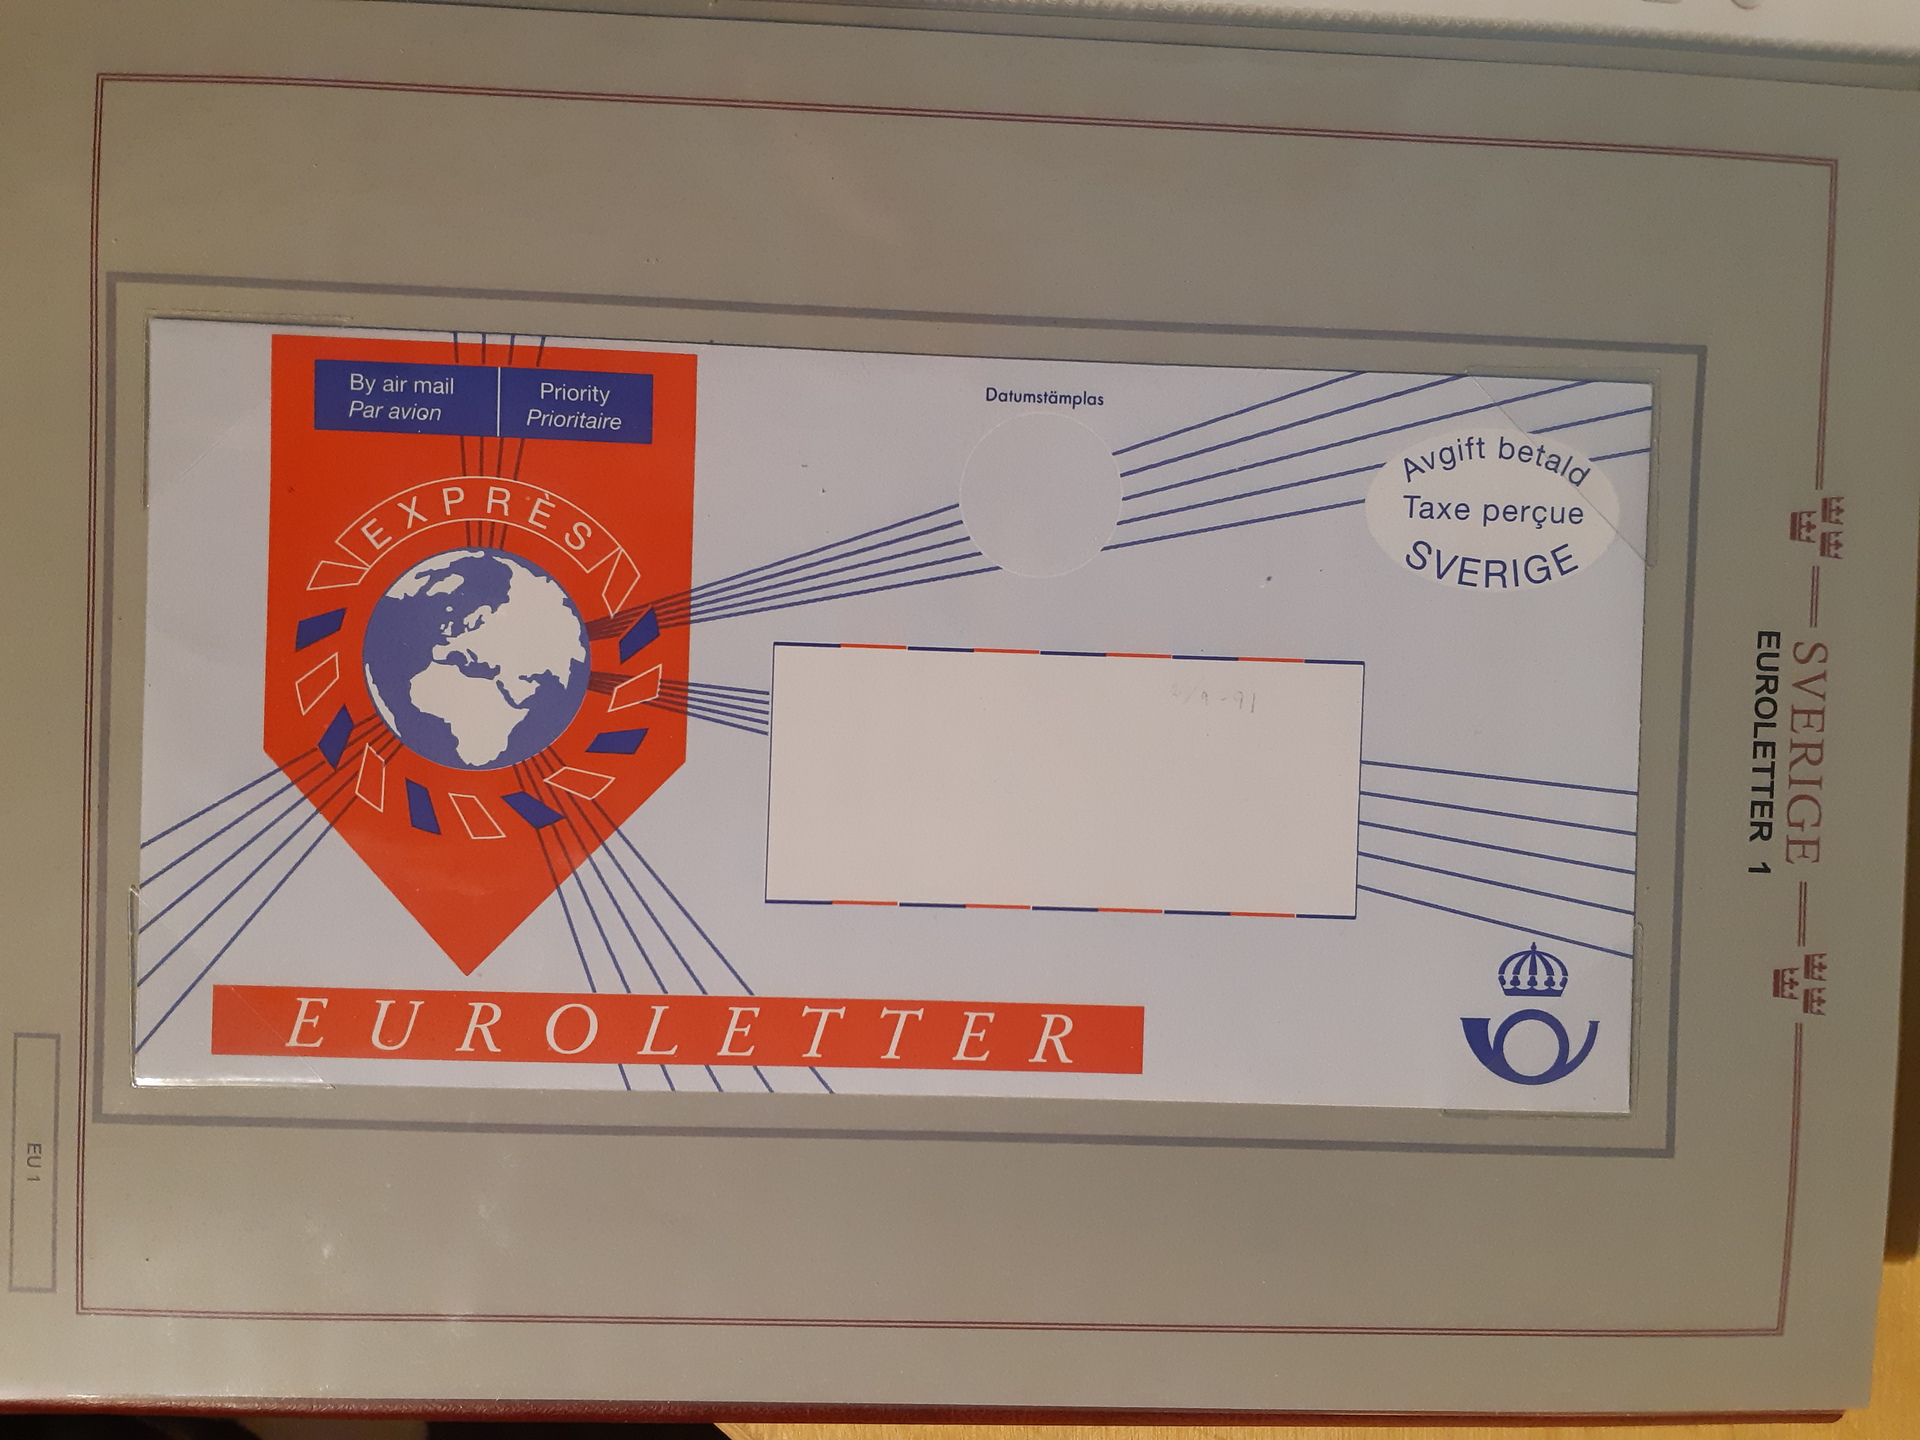 By air mail
Par avion
Priority
Prioritaire
EXPRÈS
Datumstämplas
Avgift betald
Taxe perçue
SVERIGE
EUROLETTER
SVERIGE
EUROLETTER 1
EU 1